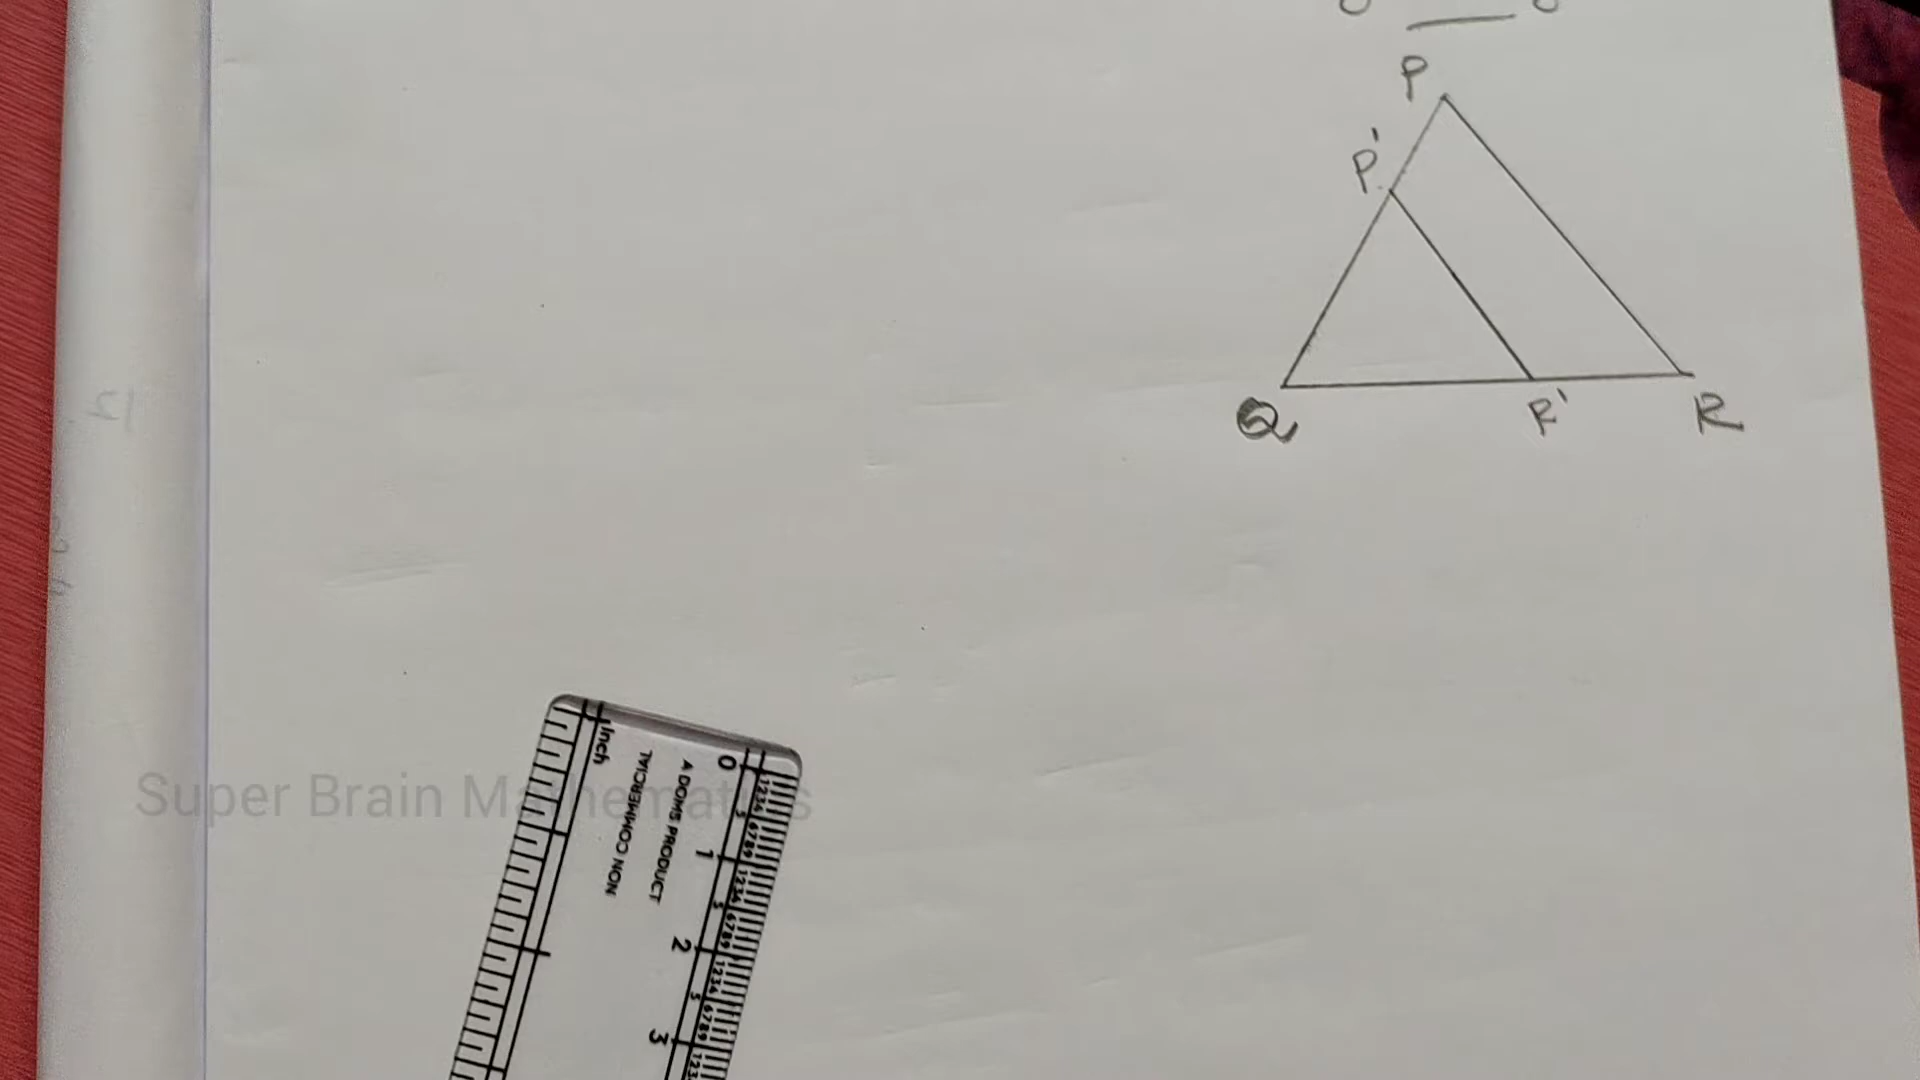 P
P'
Q
R'
R
Super Brain Mathematics
Inch
NON COMMERCIAL
A DOMS PRODUCT
0
1
2
3